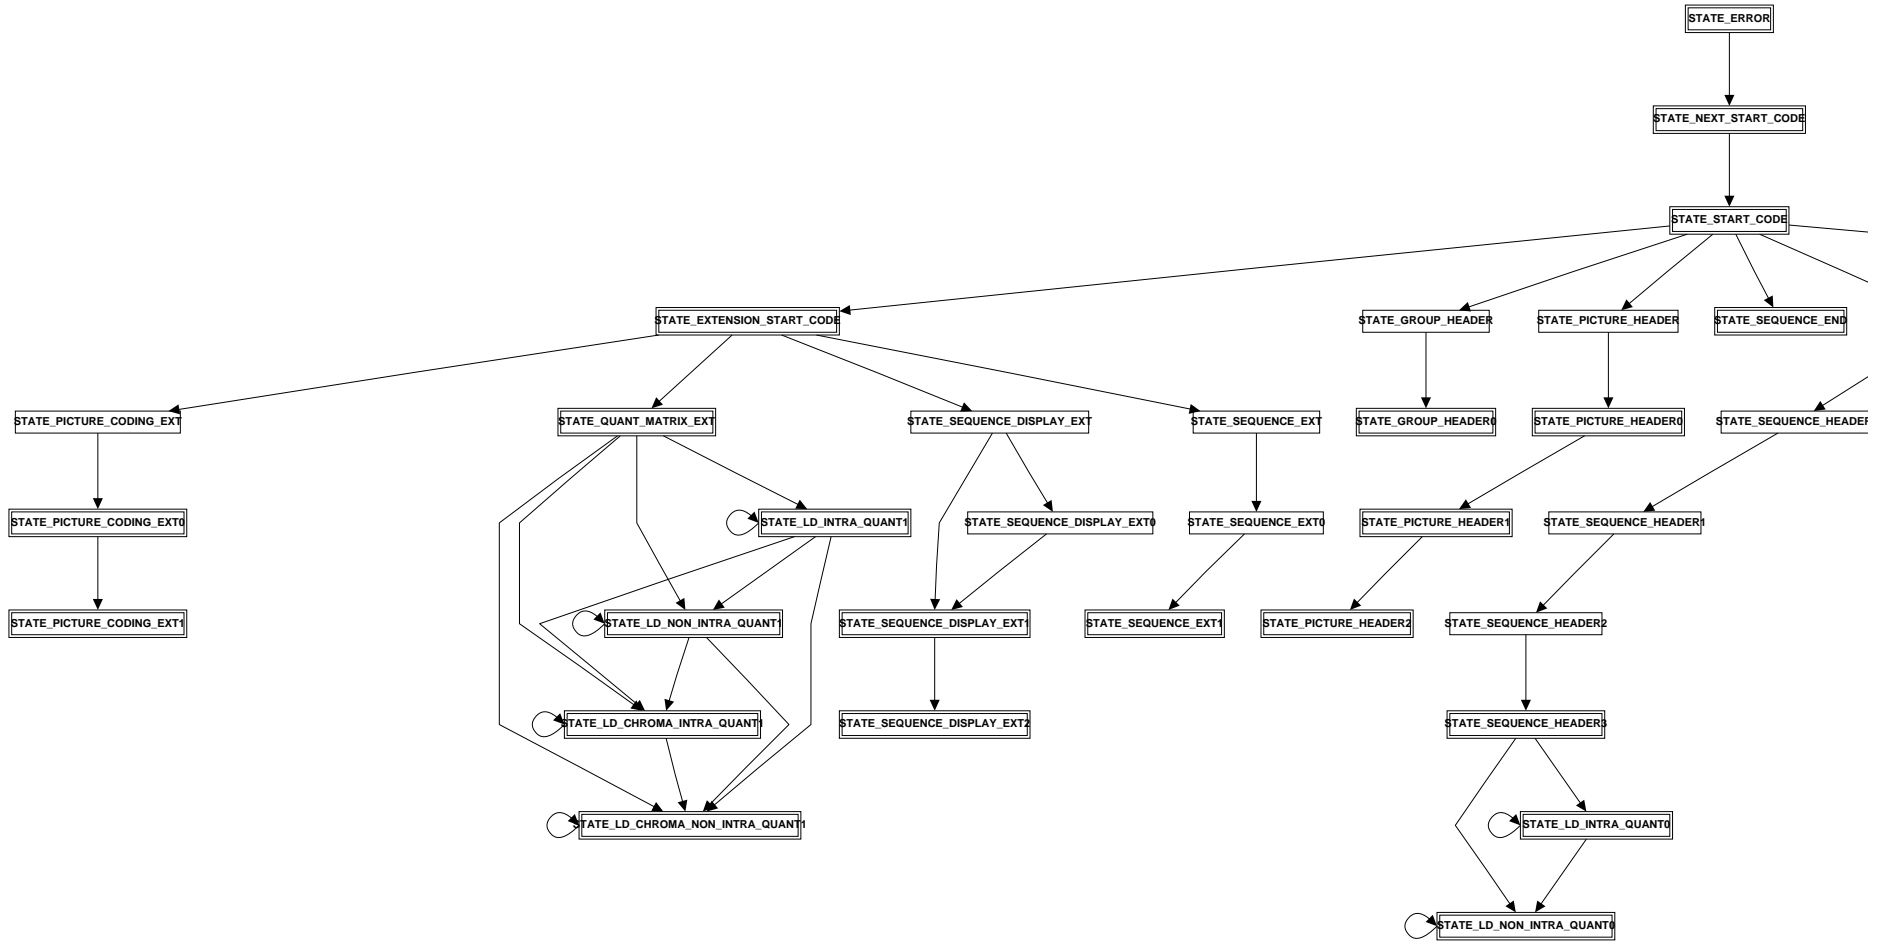 STATE_ERROR
STATE_NEXT_START_CODE
STATE_START_CODE
STATE_EXTENSION_START_CODE
STATE_GROUP_HEADER
STATE_PICTURE_HEADER
STATE_SEQUENCE_END
STATE_PICTURE_CODING_EXT
STATE_QUANT_MATRIX_EXT
STATE_SEQUENCE_DISPLAY_EXT
STATE_SEQUENCE_EXT
STATE_GROUP_HEADER0
STATE_PICTURE_HEADER0
STATE_SEQUENCE_HEADER
STATE_PICTURE_CODING_EXT0
STATE_LD_INTRA_QUANT1
STATE_SEQUENCE_DISPLAY_EXT0
STATE_SEQUENCE_EXT0
STATE_PICTURE_HEADER1
STATE_SEQUENCE_HEADER1
STATE_PICTURE_CODING_EXT1
STATE_LD_NON_INTRA_QUANT1
STATE_SEQUENCE_DISPLAY_EXT1
STATE_SEQUENCE_EXT1
STATE_PICTURE_HEADER2
STATE_SEQUENCE_HEADER2
STATE_LD_CHROMA_INTRA_QUANT1
STATE_SEQUENCE_DISPLAY_EXT2
STATE_SEQUENCE_HEADER3
STATE_LD_CHROMA_NON_INTRA_QUANT1
STATE_LD_INTRA_QUANT0
STATE_LD_NON_INTRA_QUANT0